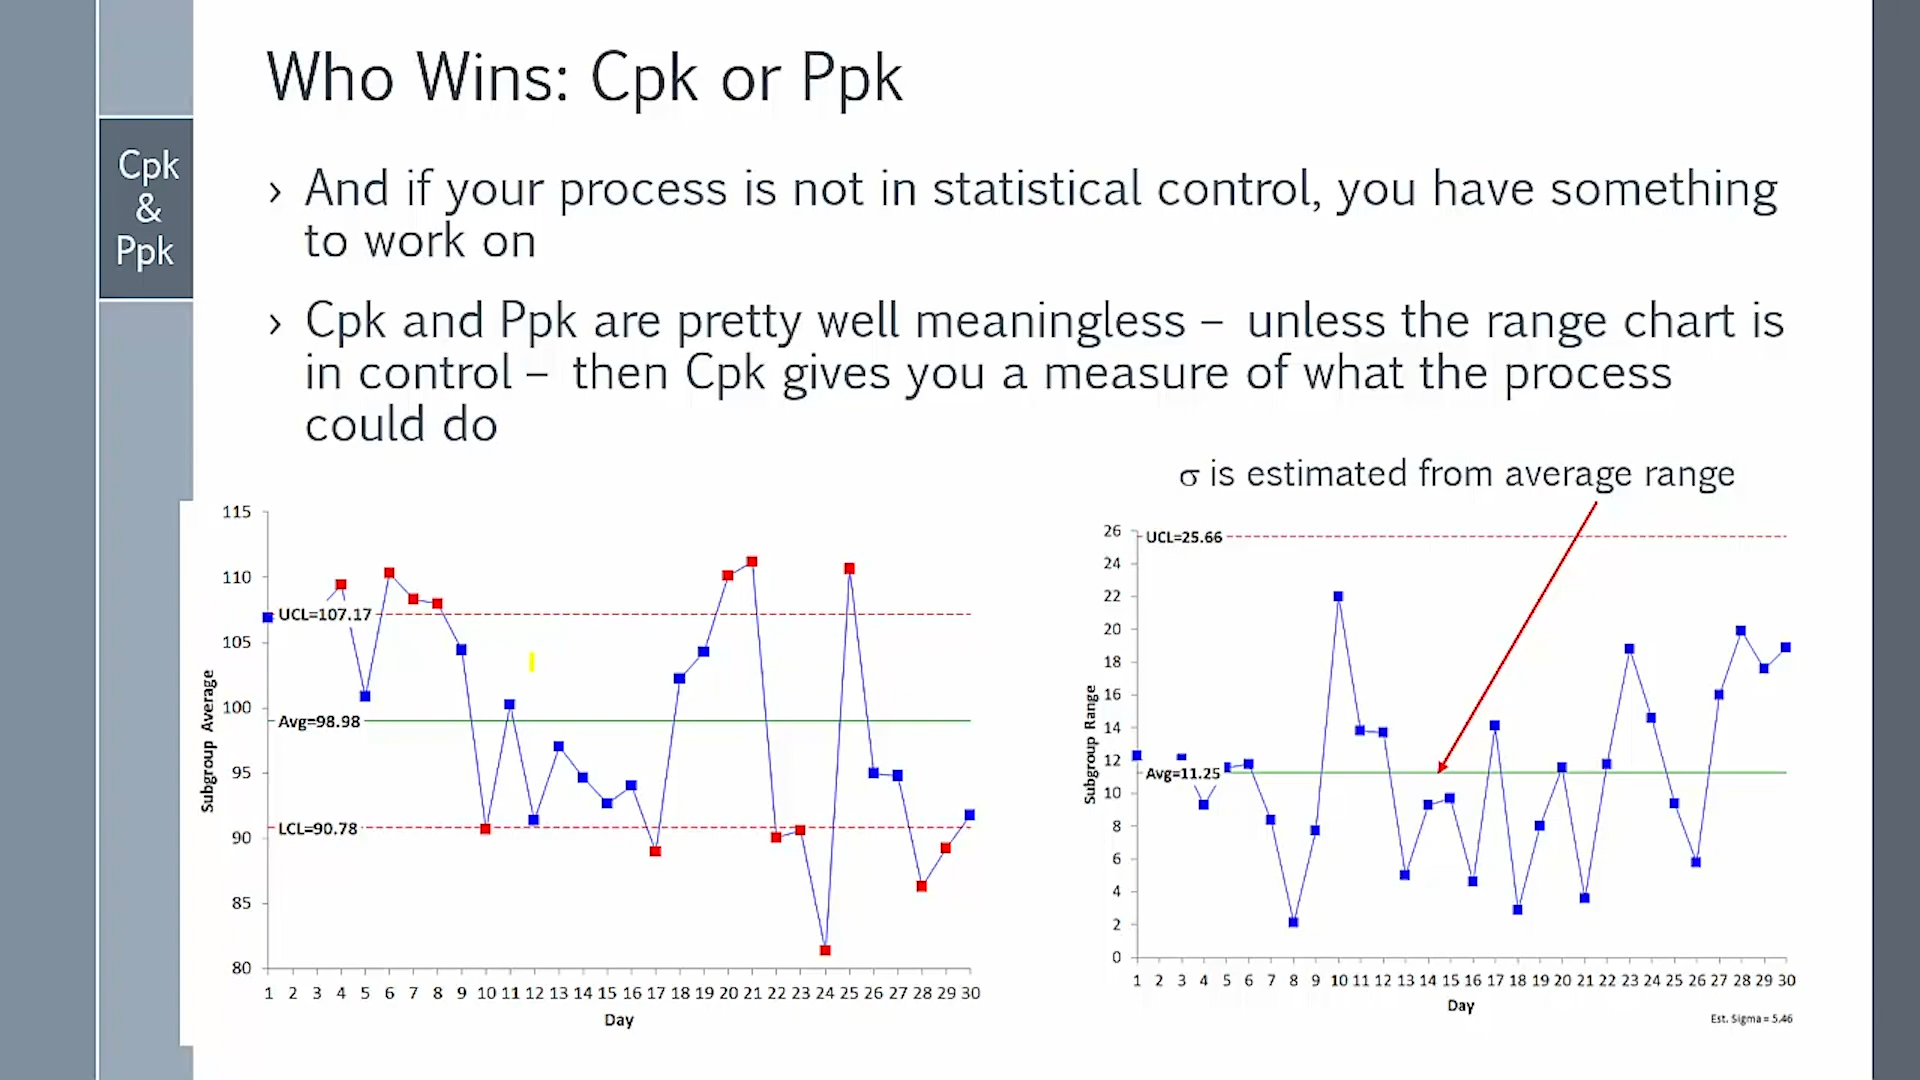 Who Wins: Cpk or Ppk
Cpk
&
Ppk
› And if your process is not in statistical control, you have something
to work on
› Cpk and Ppk are pretty well meaningless – unless the range chart is
in control – then Cpk gives you a measure of what the process
could do
σ is estimated from average range
115
110
105
100
95
90
85
80
Subgroup Average
UCL=107.17
Avg=98.98
LCL=90.78
1 2 3 4 5 6 7 8 9 10 11 12 13 14 15 16 17 18 19 20 21 22 23 24 25 26 27 28 29 30
Day
26
24
22
20
18
16
14
12
10
8
6
4
2
0
Subgroup Range
UCL=25.66
Avg=11.25
1 2 3 4 5 6 7 8 9 10 11 12 13 14 15 16 17 18 19 20 21 22 23 24 25 26 27 28 29 30
Day
Est. Sigma = 5.46